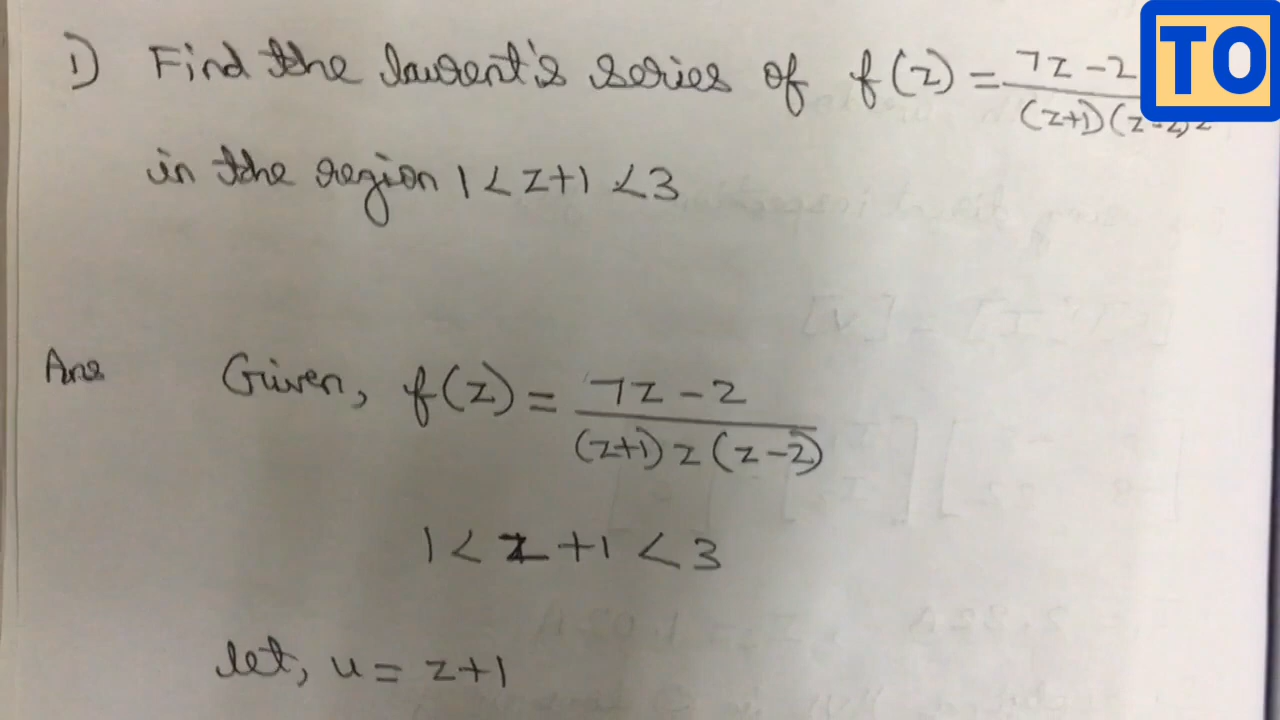 1) Find the laurent's series of f(z) = 7z-2
TO
(z+1)(z-2)z
in the region 1 < z+1 < 3
Ans Given, f(z) = 7z-2
(z+1) z (z-2)
1 < z+1 < 3
let, u = z+1